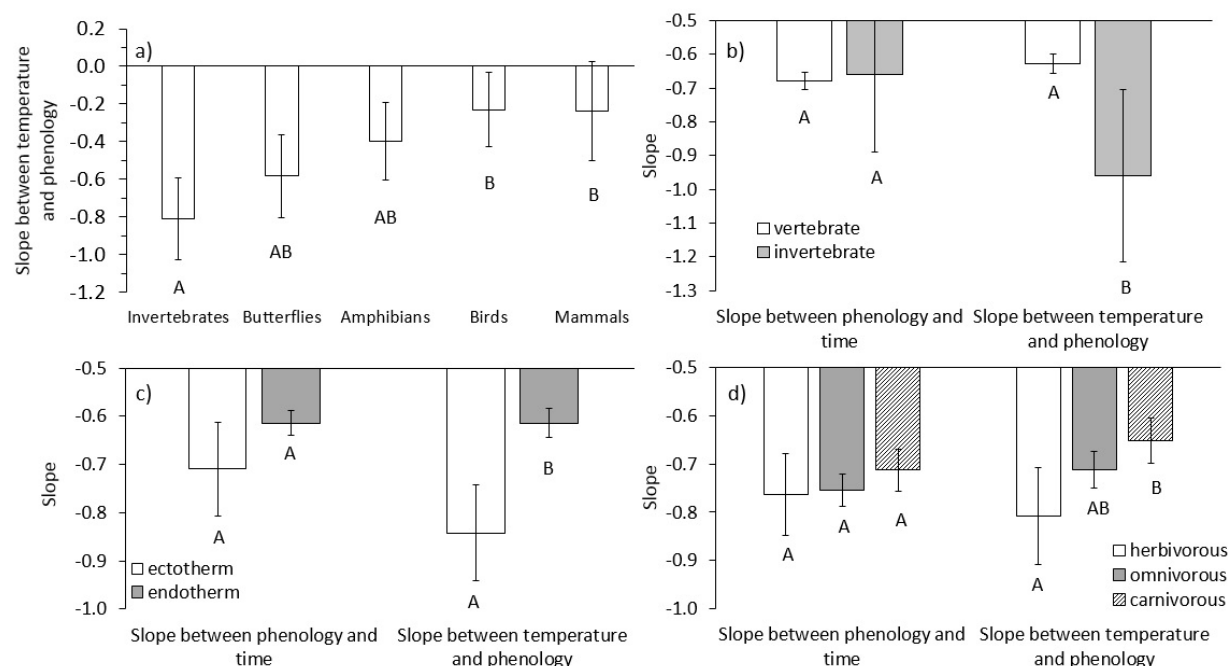 a)
Slope between temperature
and phenology
0.2
0.0
-0.2
-0.4
-0.6
-0.8
-1.0
-1.2
A
AB
AB
B
B
Invertebrates Butterflies Amphibians Birds Mammals
b)
Slope
-0.5
-0.6
-0.7
-0.8
-0.9
-1.0
-1.1
-1.2
-1.3
A
A
A
B
vertebrate
invertebrate
Slope between phenology and
time
Slope between temperature
and phenology
c)
Slope
-0.5
-0.6
-0.7
-0.8
-0.9
-1.0
A
A
A
B
ectotherm
endotherm
Slope between phenology and
time
Slope between temperature
and phenology
d)
-0.5
-0.6
-0.7
-0.8
-0.9
-1.0
A
A
A
A
AB
B
herbivorous
omnivorous
carnivorous
Slope between phenology and
time
Slope between temperature
and phenology